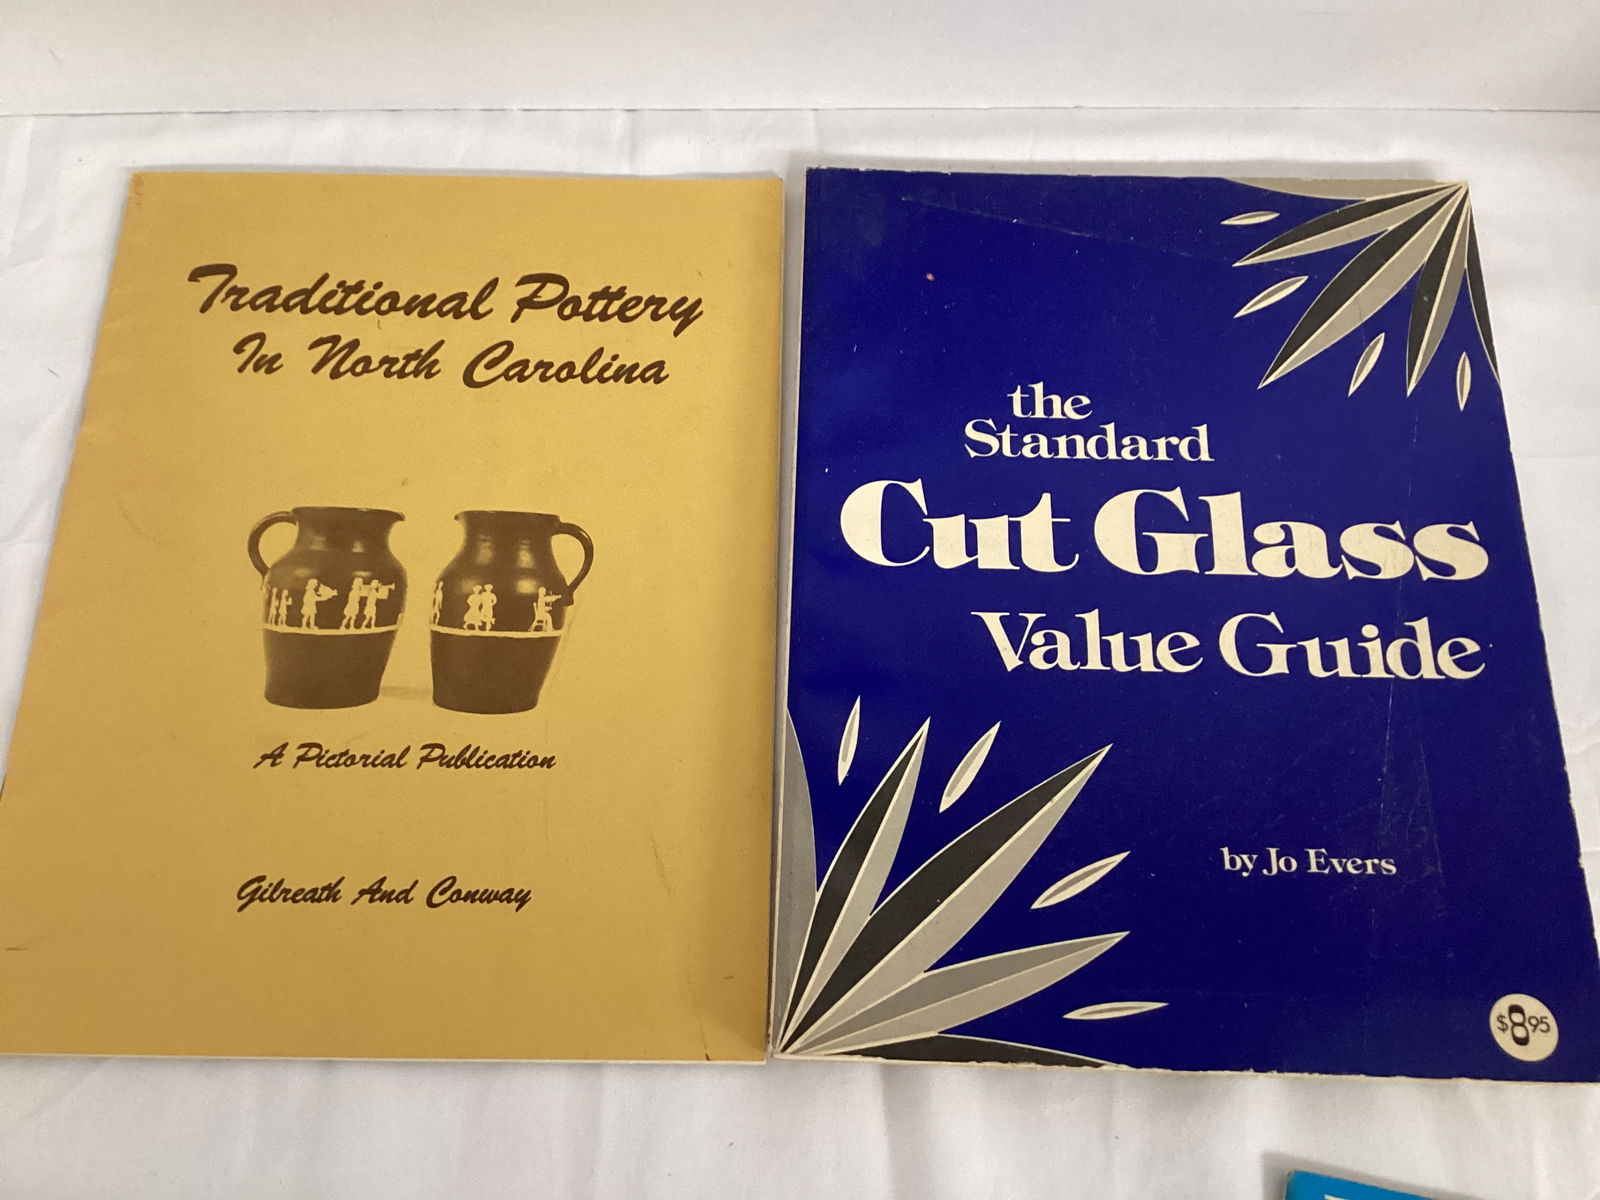 Traditional Pottery
In North Carolina
A Pictorial Publication
Gilreath And Conway
the
Standard
Cut Glass
Value Guide
by Jo Evers
$8.95